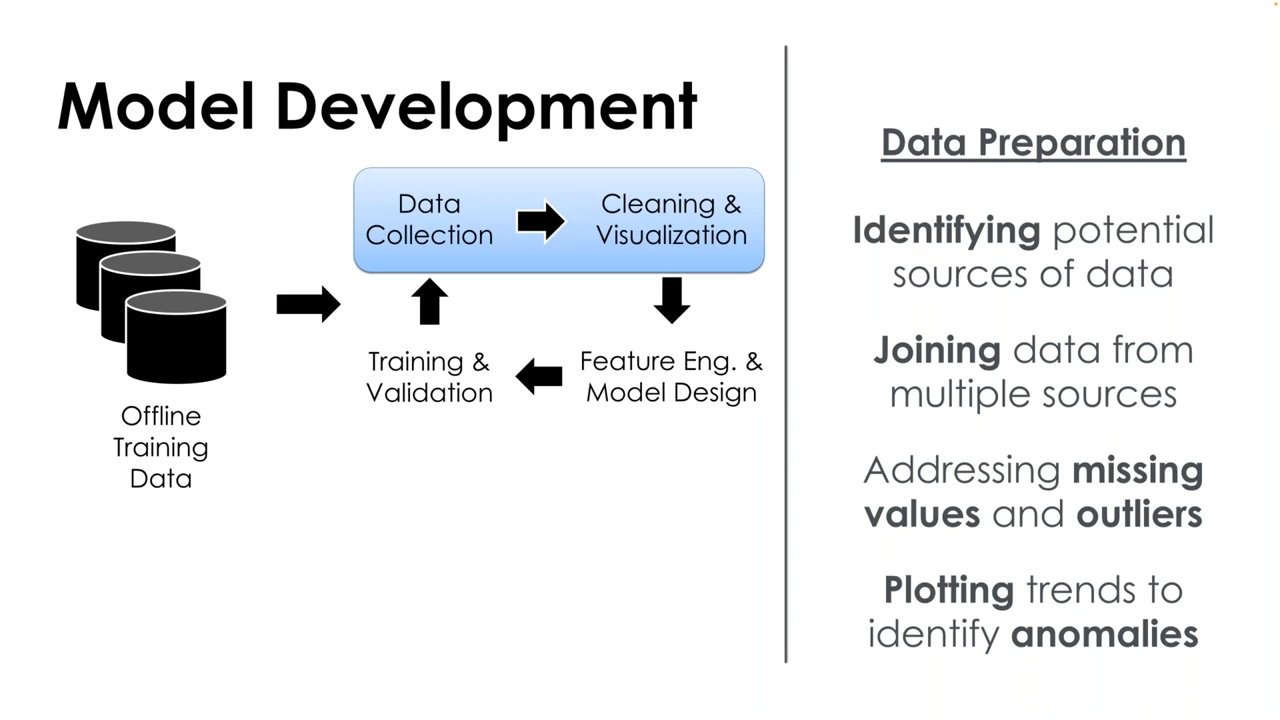 Model Development
Data
Collection
Cleaning &
Visualization
Training &
Validation
Feature Eng. &
Model Design
Offline
Training
Data
Data Preparation
Identifying potential
sources of data
Joining data from
multiple sources
Addressing missing
values and outliers
Plotting trends to
identify anomalies